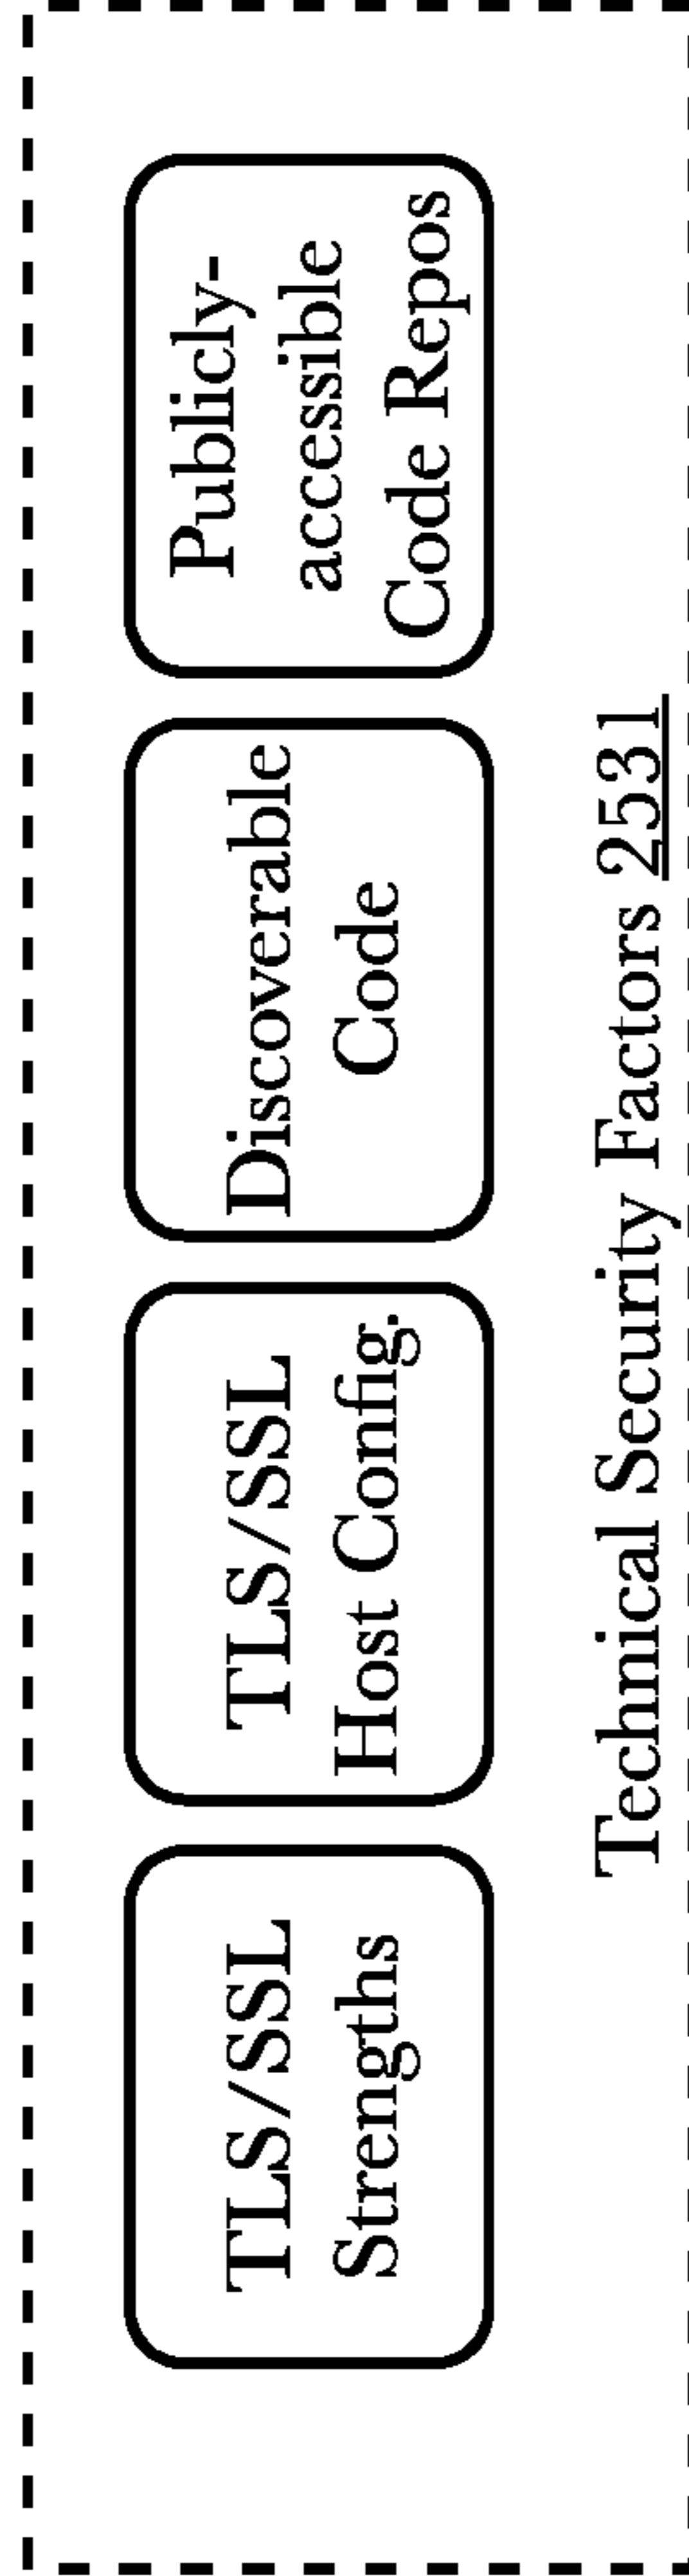 TLS/SSL
Strengths
TLS/SSL
Host Config.
Discoverable
Code
Publicly-
accessible
Code Repos
Technical Security Factors 2531